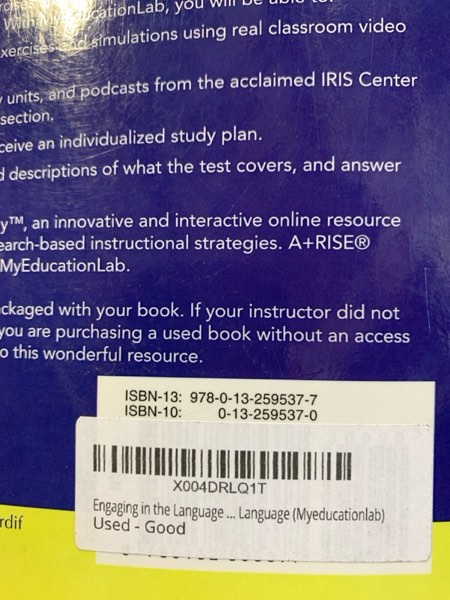 With MyEducationLab, you will be able to:
exercises and simulations using real classroom video
units, and podcasts from the acclaimed IRIS Center
section.
ceive an individualized study plan.
d descriptions of what the test covers, and answer
y™, an innovative and interactive online resource
earch-based instructional strategies. A+RISE®
MyEducationLab.
ckaged with your book. If your instructor did not
you are purchasing a used book without an access
o this wonderful resource.
ISBN-13: 978-0-13-259537-7
ISBN-10: 0-13-259537-0
X004DRLQ1T
Engaging in the Language ... Language (Myeducationlab)
Used - Good
rdif